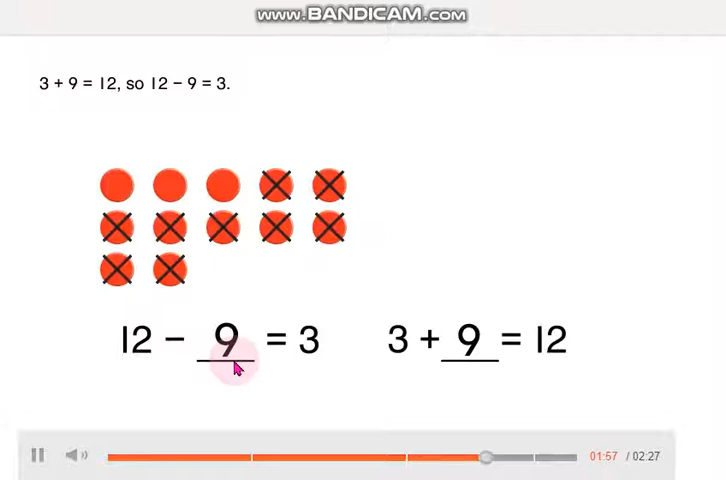 www.BANDICAM.com
3 + 9 = 12, so 12 − 9 = 3.
12 − 9 = 3 3 + 9 = 12
01:57 / 02:27